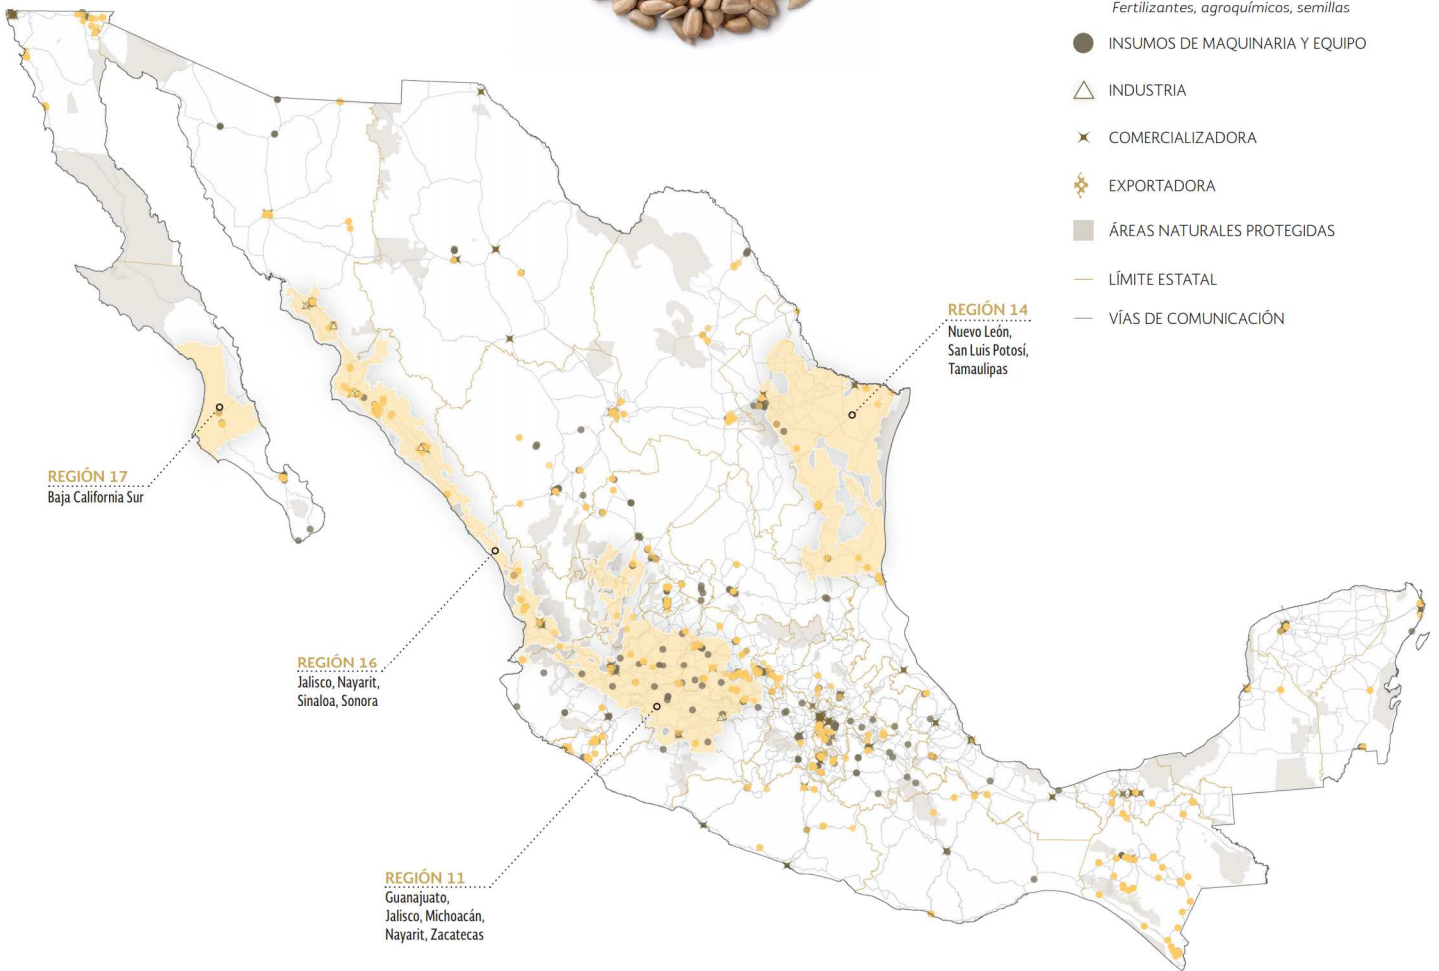 Fertilizantes, agroquímicos, semillas
INSUMOS DE MAQUINARIA Y EQUIPO
INDUSTRIA
COMERCIALIZADORA
EXPORTADORA
ÁREAS NATURALES PROTEGIDAS
LÍMITE ESTATAL
VÍAS DE COMUNICACIÓN
REGIÓN 14
Nuevo León,
San Luis Potosí,
Tamaulipas
REGIÓN 17
Baja California Sur
REGIÓN 16
Jalisco, Nayarit,
Sinaloa, Sonora
REGIÓN 11
Guanajuato,
Jalisco, Michoacán,
Nayarit, Zacatecas